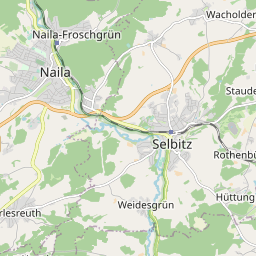 Wacholder
Naila-Froschgrün
Naila
Staude
Selbitz
Rothenbü
Hüttung
rlesreuth
Weidesgrün